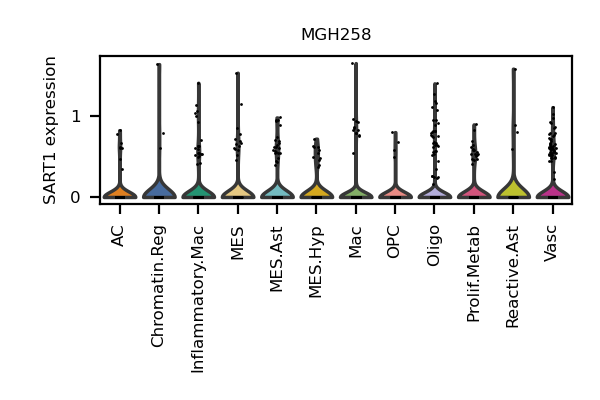 MGH258
SART1 expression
1
0
AC
Chromatin.Reg
Inflammatory.Mac
MES
MES.Ast
MES.Hyp
Mac
OPC
Oligo
Prolif.Metab
Reactive.Ast
Vasc